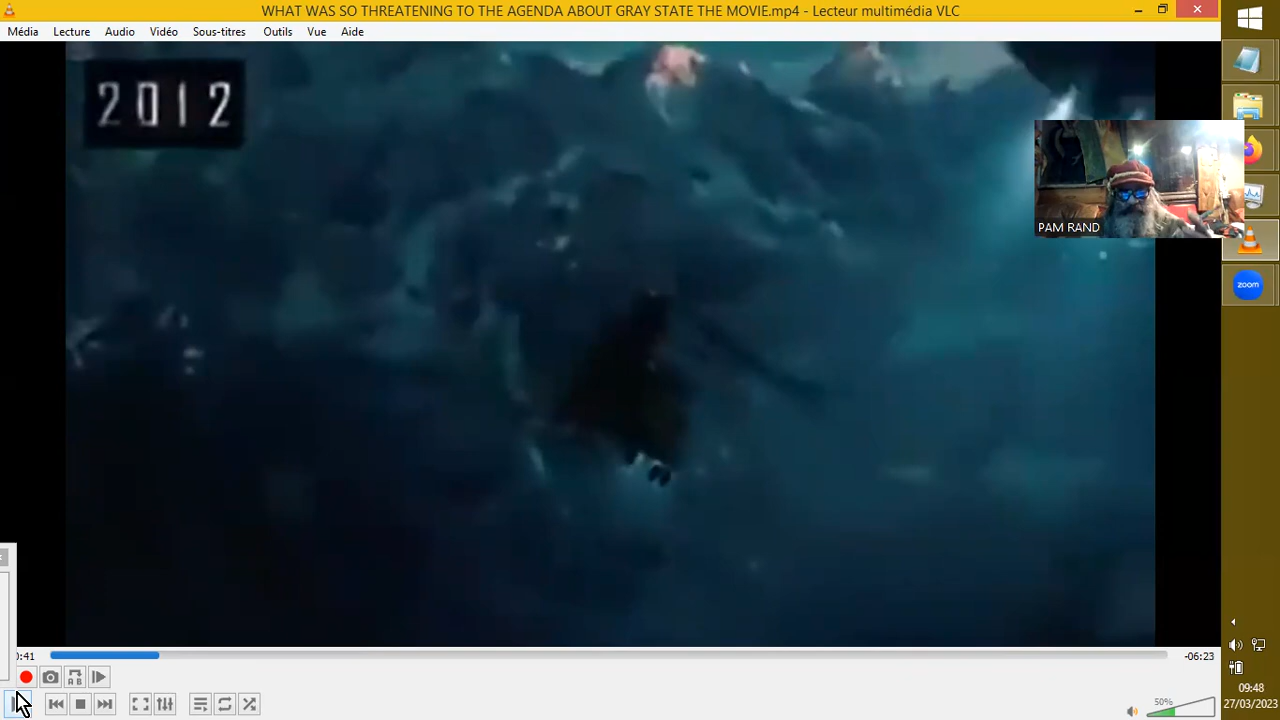 WHAT WAS SO THREATENING TO THE AGENDA ABOUT GRAY STATE THE MOVIE.mp4 - Lecteur multimédia VLC
Média Lecture Audio Vidéo Sous-titres Outils Vue Aide
2012
PAM RAND
zoom
:41 -06:23
50%
09:48
27/03/2023